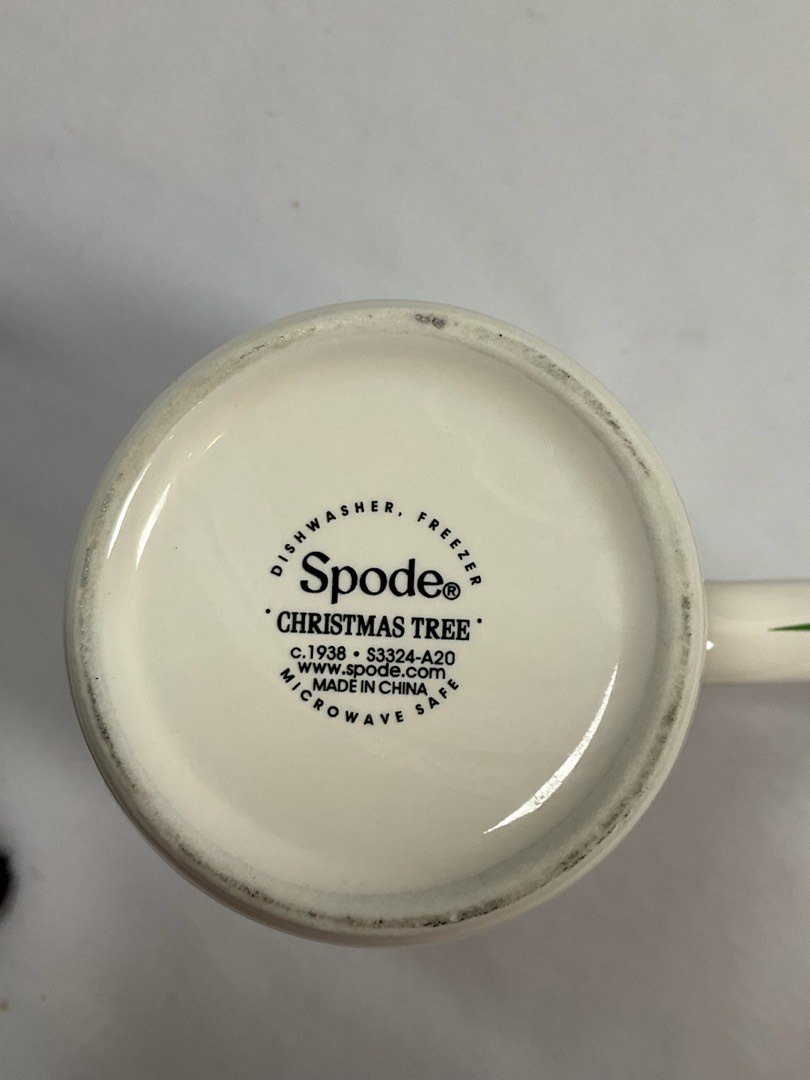 DISHWASHER, FREEZER
Spode®
· CHRISTMAS TREE ·
c.1938 • S3324-A20
www.spode.com
MADE IN CHINA
MICROWAVE SAFE